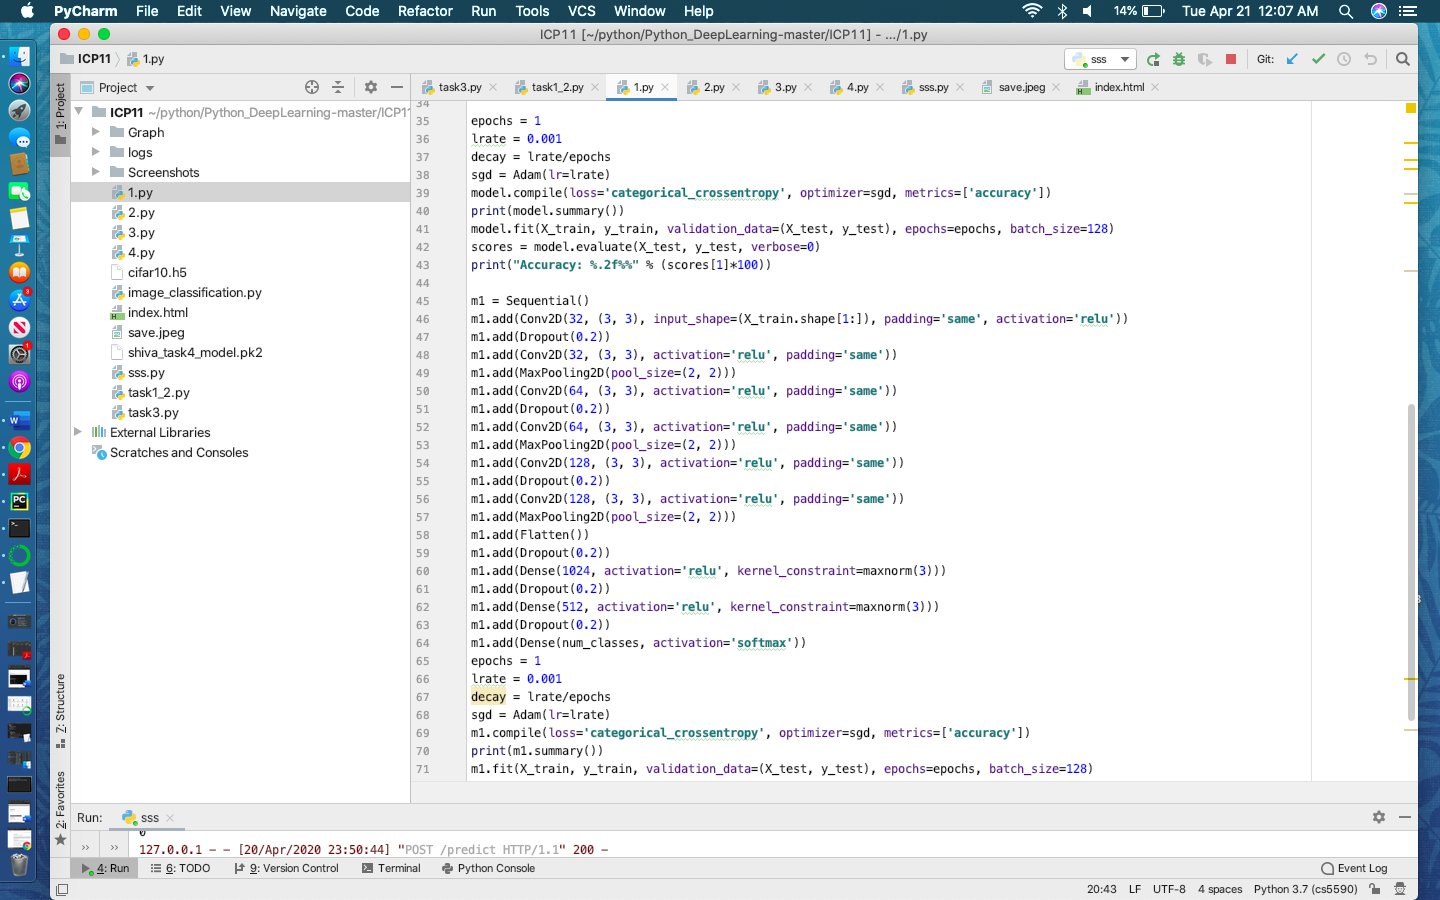 PyCharm File Edit View Navigate Code Refactor Run Tools VCS Window Help 14% Tue Apr 21 12:07 AM
ICP11 [~/python/Python_DeepLearning-master/ICP11] - .../1.py
ICP11 1.py sss Git:
Project task3.py task1_2.py 1.py 2.py 3.py 4.py sss.py save.jpeg index.html
1: Project
ICP11 ~/python/Python_DeepLearning-master/ICP11
Graph
logs
Screenshots
1.py
2.py
3.py
4.py
cifar10.h5
image_classification.py
index.html
save.jpeg
shiva_task4_model.pk2
sss.py
task1_2.py
task3.py
External Libraries
Scratches and Consoles
Z: Structure
2: Favorites
34
35 epochs = 1
36 lrate = 0.001
37 decay = lrate/epochs
38 sgd = Adam(lr=lrate)
39 model.compile(loss='categorical_crossentropy', optimizer=sgd, metrics=['accuracy'])
40 print(model.summary())
41 model.fit(X_train, y_train, validation_data=(X_test, y_test), epochs=epochs, batch_size=128)
42 scores = model.evaluate(X_test, y_test, verbose=0)
43 print("Accuracy: %.2f%%" % (scores[1]*100))
44
45 m1 = Sequential()
46 m1.add(Conv2D(32, (3, 3), input_shape=(X_train.shape[1:]), padding='same', activation='relu'))
47 m1.add(Dropout(0.2))
48 m1.add(Conv2D(32, (3, 3), activation='relu', padding='same'))
49 m1.add(MaxPooling2D(pool_size=(2, 2)))
50 m1.add(Conv2D(64, (3, 3), activation='relu', padding='same'))
51 m1.add(Dropout(0.2))
52 m1.add(Conv2D(64, (3, 3), activation='relu', padding='same'))
53 m1.add(MaxPooling2D(pool_size=(2, 2)))
54 m1.add(Conv2D(128, (3, 3), activation='relu', padding='same'))
55 m1.add(Dropout(0.2))
56 m1.add(Conv2D(128, (3, 3), activation='relu', padding='same'))
57 m1.add(MaxPooling2D(pool_size=(2, 2)))
58 m1.add(Flatten())
59 m1.add(Dropout(0.2))
60 m1.add(Dense(1024, activation='relu', kernel_constraint=maxnorm(3)))
61 m1.add(Dropout(0.2))
62 m1.add(Dense(512, activation='relu', kernel_constraint=maxnorm(3)))
63 m1.add(Dropout(0.2))
64 m1.add(Dense(num_classes, activation='softmax'))
65 epochs = 1
66 lrate = 0.001
67 decay = lrate/epochs
68 sgd = Adam(lr=lrate)
69 m1.compile(loss='categorical_crossentropy', optimizer=sgd, metrics=['accuracy'])
70 print(m1.summary())
71 m1.fit(X_train, y_train, validation_data=(X_test, y_test), epochs=epochs, batch_size=128)
Run: sss
0
127.0.0.1 - - [20/Apr/2020 23:50:44] "POST /predict HTTP/1.1" 200 -
4: Run 6: TODO 9: Version Control Terminal Python Console Event Log
20:43 LF UTF-8 4 spaces Python 3.7 (cs5590)